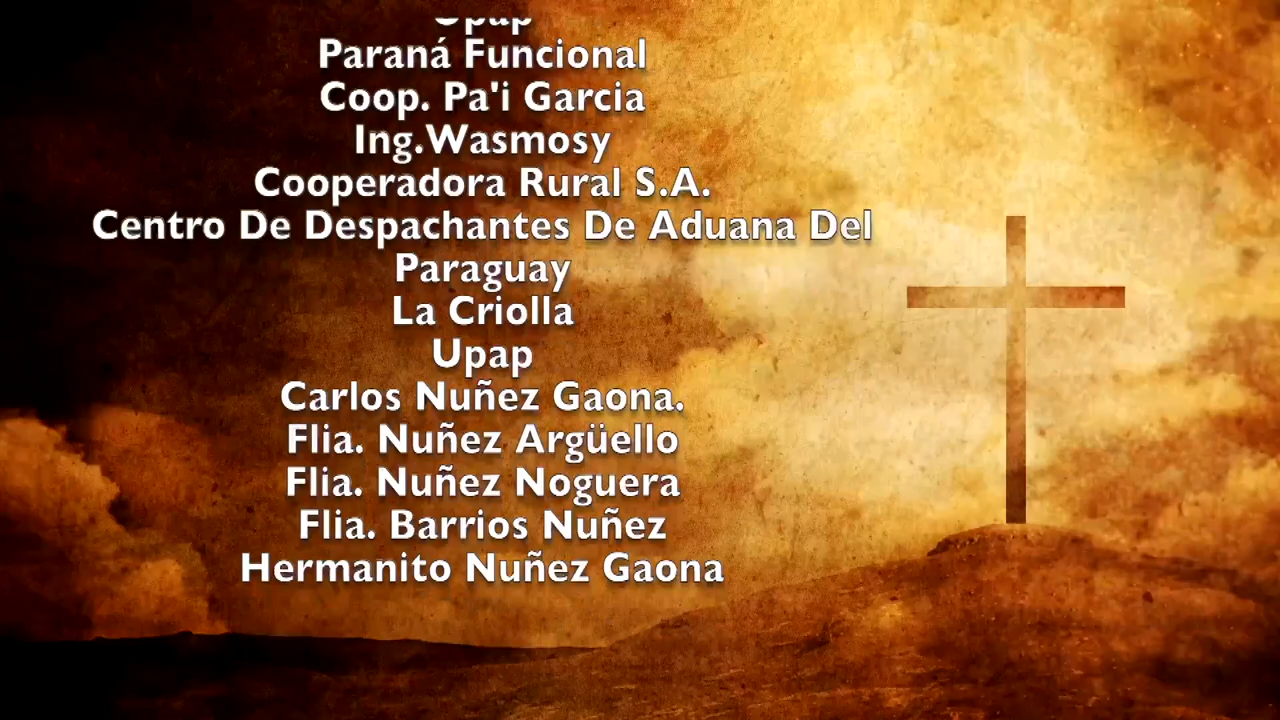 Upap
Paraná Funcional
Coop. Pa'i Garcia
Ing.Wasmosy
Cooperadora Rural S.A.
Centro De Despachantes De Aduana Del
Paraguay
La Criolla
Upap
Carlos Nuñez Gaona.
Flia. Nuñez Argüello
Flia. Nuñez Noguera
Flia. Barrios Nuñez
Hermanito Nuñez Gaona